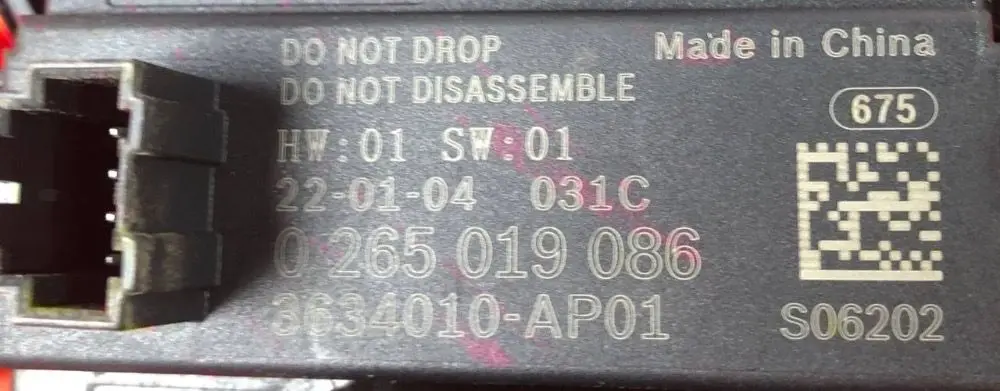 DO NOT DROP
Made in China
DO NOT DISASSEMBLE
675
HW:01 SW:01
22-01-04 031C
0 265 019 086
3634010-AP01
S06202